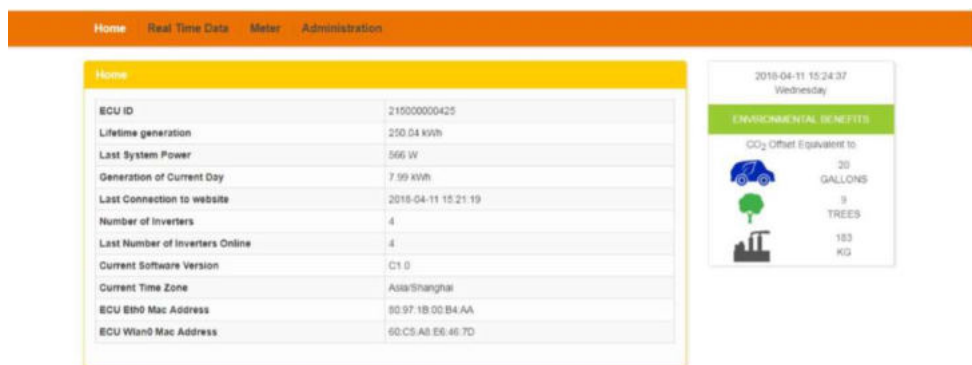 Home Real Time Data Meter Administration
Home
ECU ID 215000000425
Lifetime generation 250.04 kWh
Last System Power 566 W
Generation of Current Day 7.99 kWh
Last Connection to website 2018-04-11 15:21:19
Number of Inverters 4
Last Number of Inverters Online 4
Current Software Version C1.0
Current Time Zone Asia/Shanghai
ECU Eth0 Mac Address 80:97:1B:00:B4:AA
ECU Wlan0 Mac Address 60:C5:A8:E6:46:7D
2018-04-11 15:24:37
Wednesday
ENVIRONMENTAL BENEFITS
CO₂ Offset Equivalent to
20
GALLONS
9
TREES
183
KG